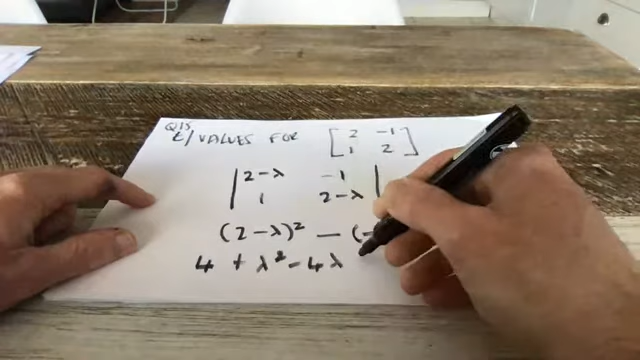 Q15
E/VALUES FOR [2 -1
1 2]
|2-λ -1
1 2-λ|
(2-λ)² — (-
4 + λ² - 4λ